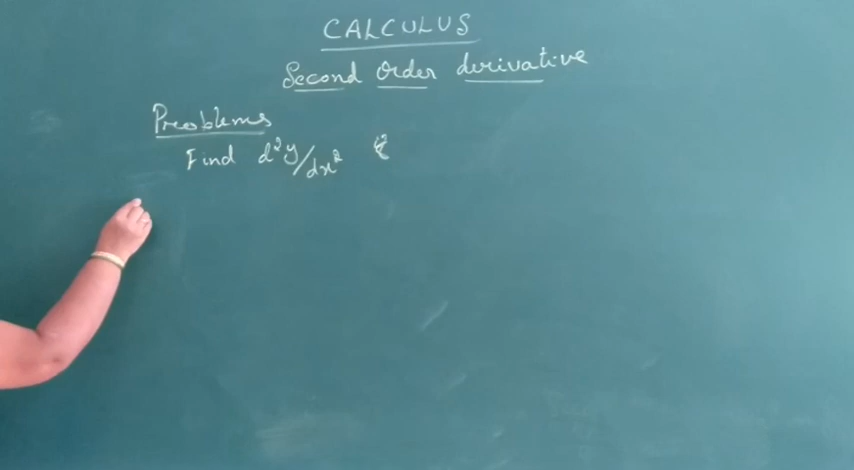 CALCULUS
Second Order derivative
Problems
Find d²y/dx²